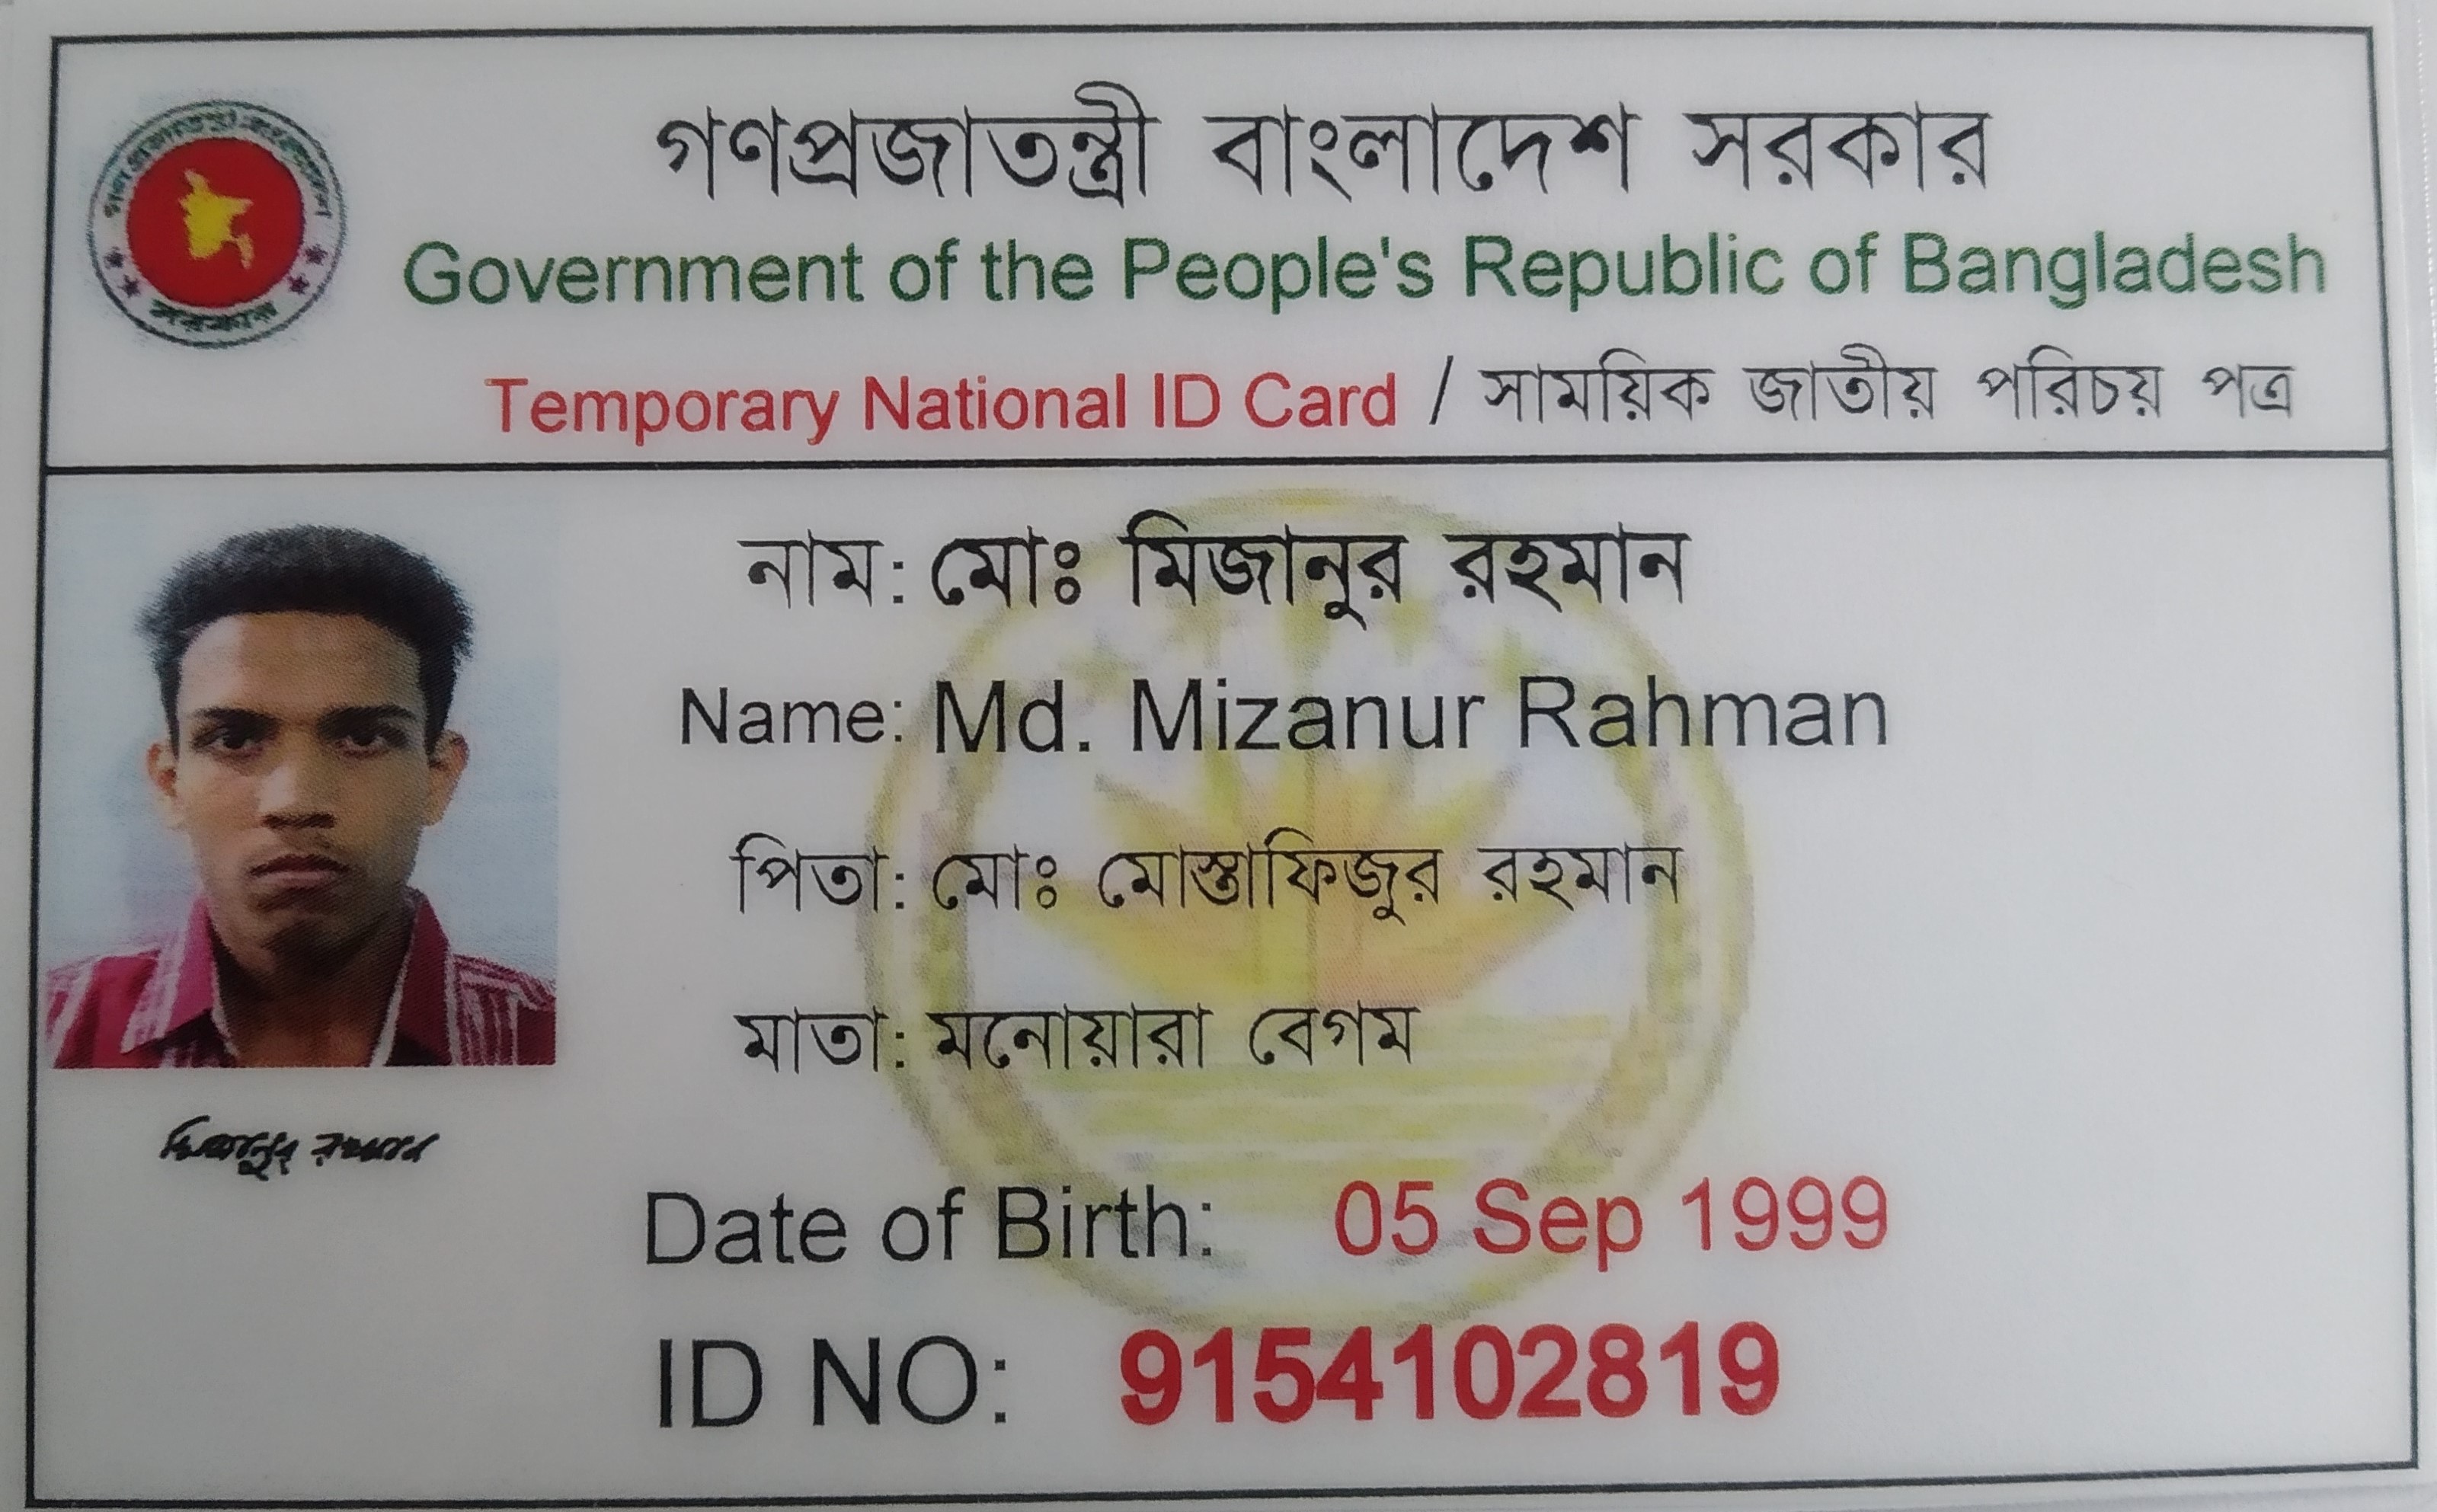 গণপ্রজাতন্ত্রী বাংলাদেশ সরকার
Government of the People's Republic of Bangladesh
Temporary National ID Card / সাময়িক জাতীয় পরিচয় পত্র
নাম: মোঃ মিজানুর রহমান
Name: Md. Mizanur Rahman
পিতা: মোঃ মোস্তাফিজুর রহমান
মাতা: মনোয়ারা বেগম
মিজানুর রহমান
Date of Birth: 05 Sep 1999
ID NO: 9154102819